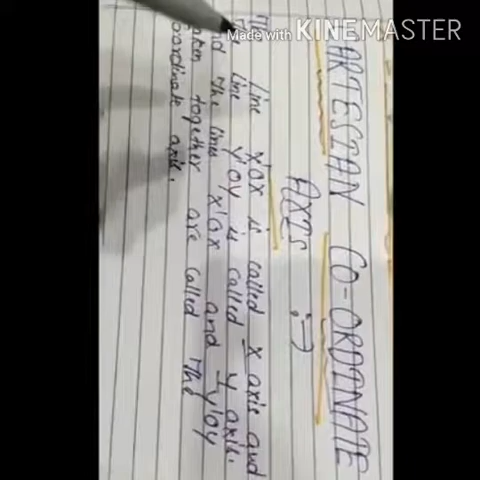 Made with KINEMASTER
CARTESIAN CO-ORDINATE
AXIS :⇒
Line X'OX is called X axis and
The line Y'OY is called Y axis.
and The lines X'OX and Y'OY
taken together are called The
coordinate axis.